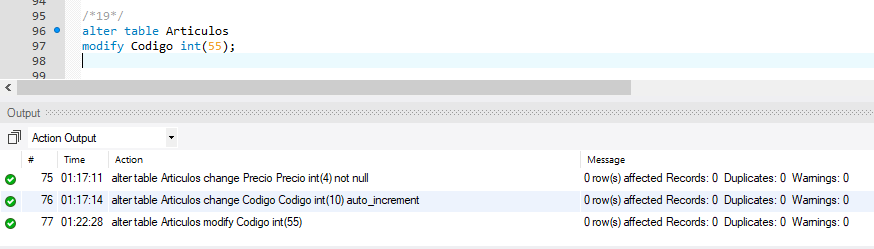 94
95 /*19*/
96 alter table Articulos
97 modify Codigo int(55);
98
99
Output
Action Output
# Time Action Message
75 01:17:11 alter table Articulos change Precio Precio int(4) not null 0 row(s) affected Records: 0 Duplicates: 0 Warnings: 0
76 01:17:14 alter table Articulos change Codigo Codigo int(10) auto_increment 0 row(s) affected Records: 0 Duplicates: 0 Warnings: 0
77 01:22:28 alter table Articulos modify Codigo int(55) 0 row(s) affected Records: 0 Duplicates: 0 Warnings: 0